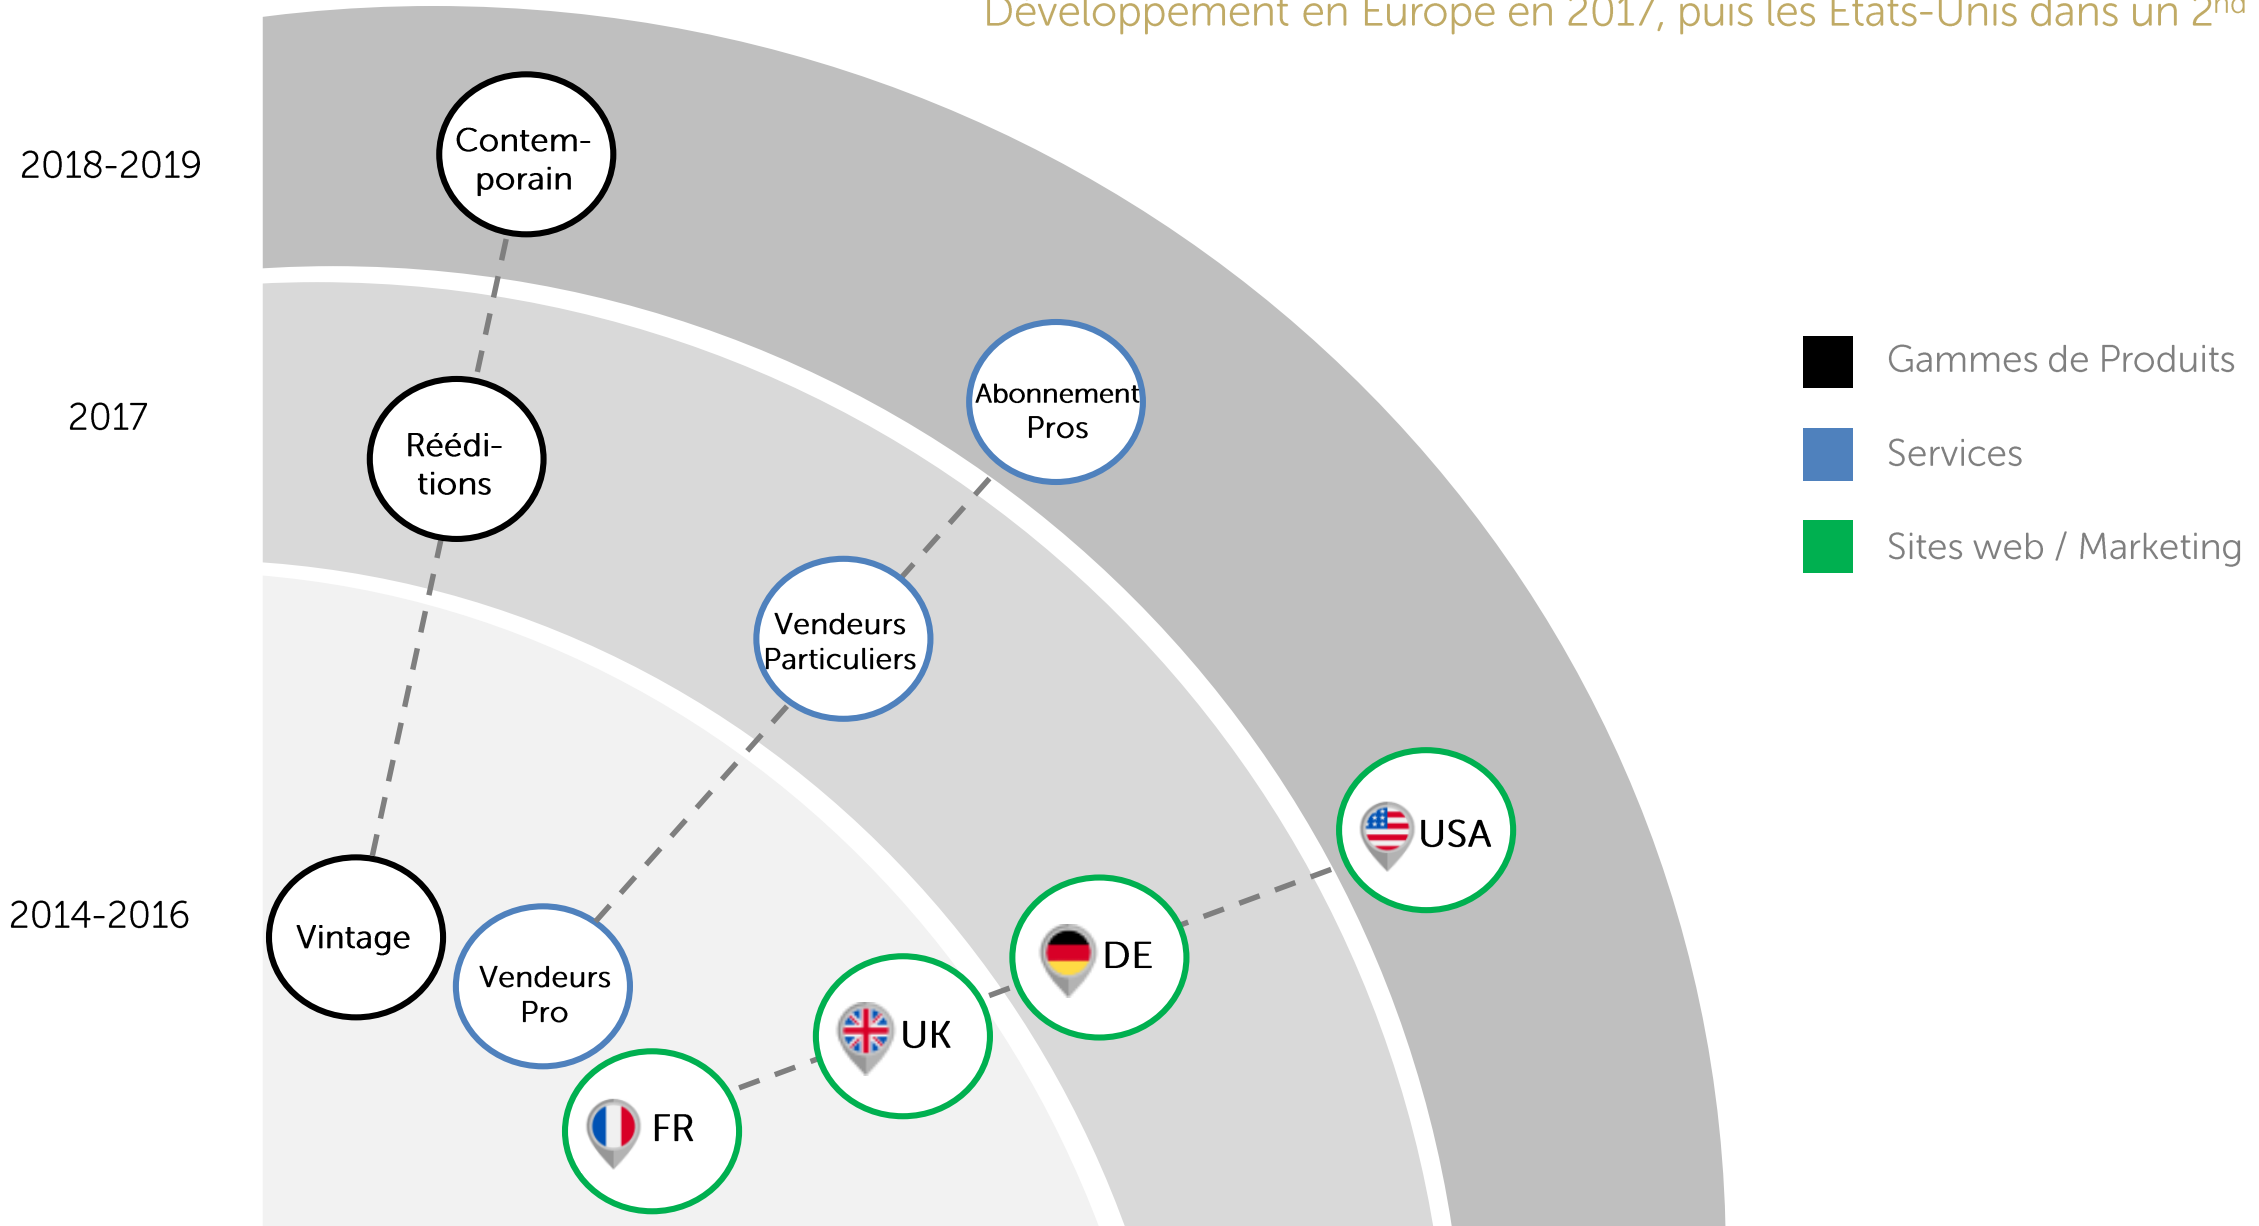 Développement en Europe en 2017, puis les Etats-Unis dans un 2nd
2018-2019
Contem-
porain
2017
Réédi-
tions
Abonnement
Pros
Vendeurs
Particuliers
2014-2016
Vintage
Vendeurs
Pro
FR
UK
DE
USA
Gammes de Produits
Services
Sites web / Marketing